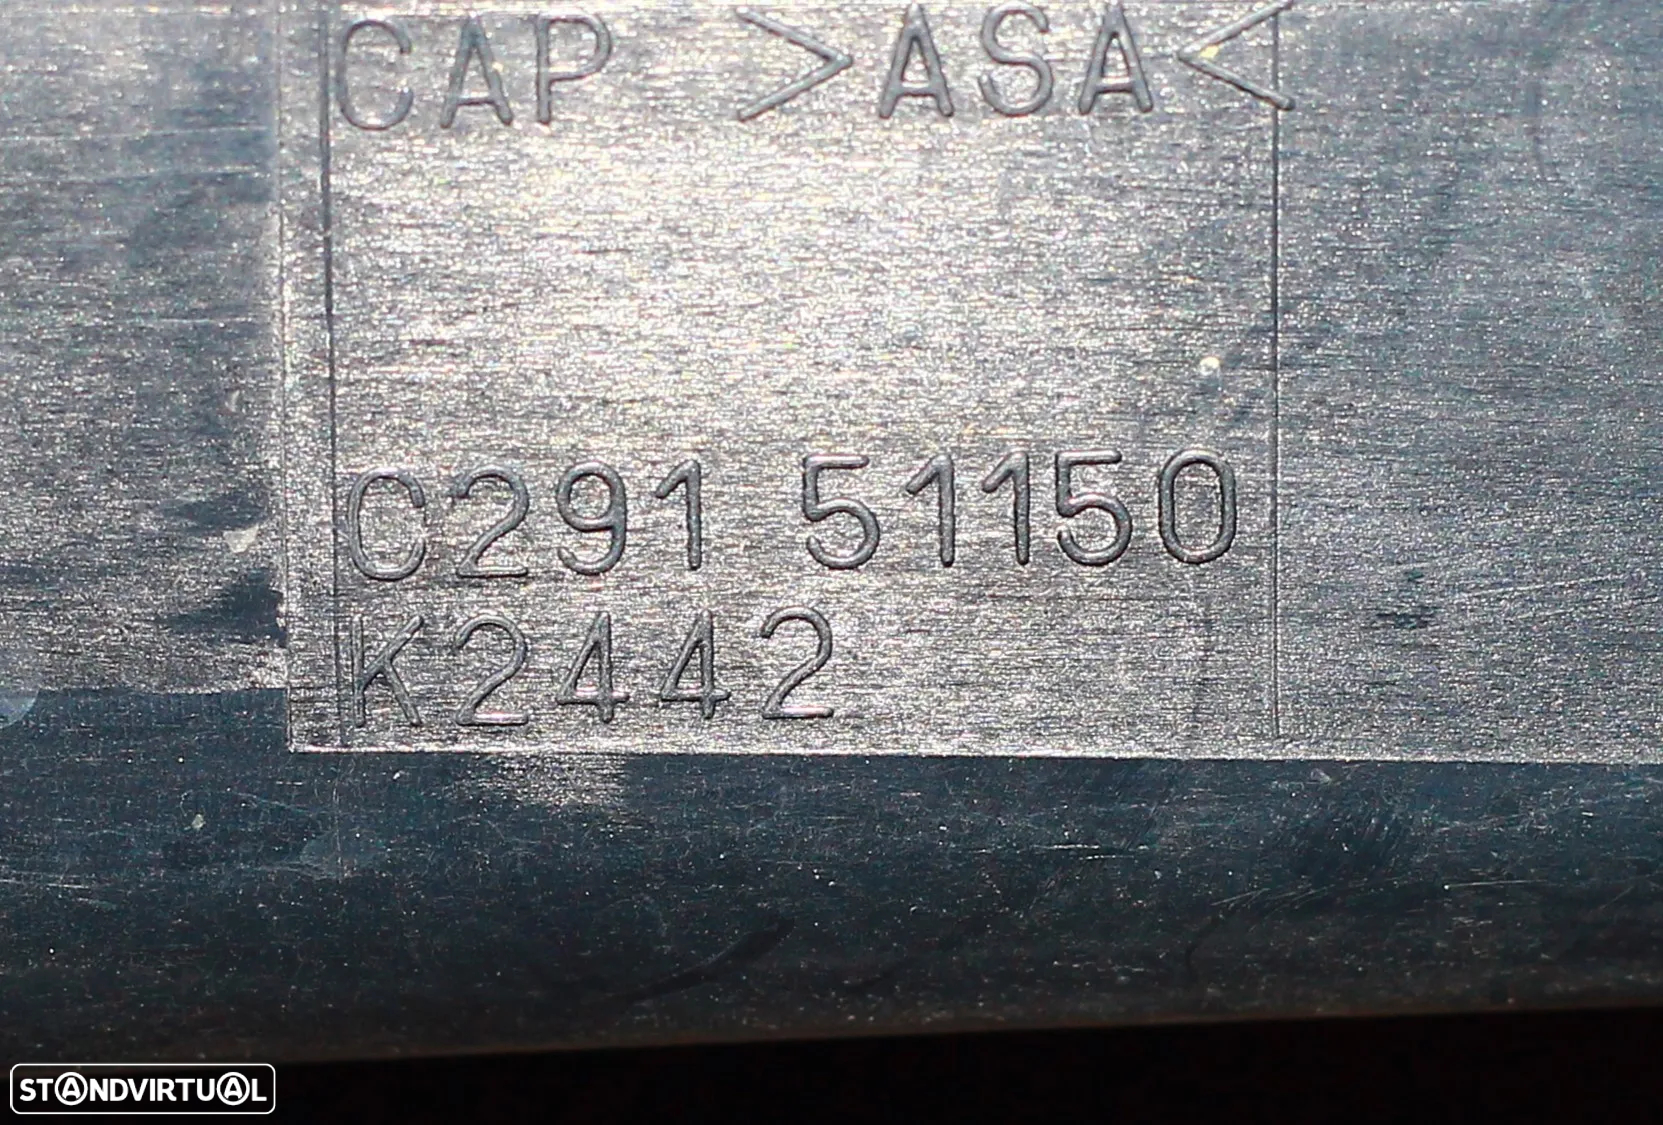 CAP >ASA<
C291 51150
K2442
STANDVIRTUAL